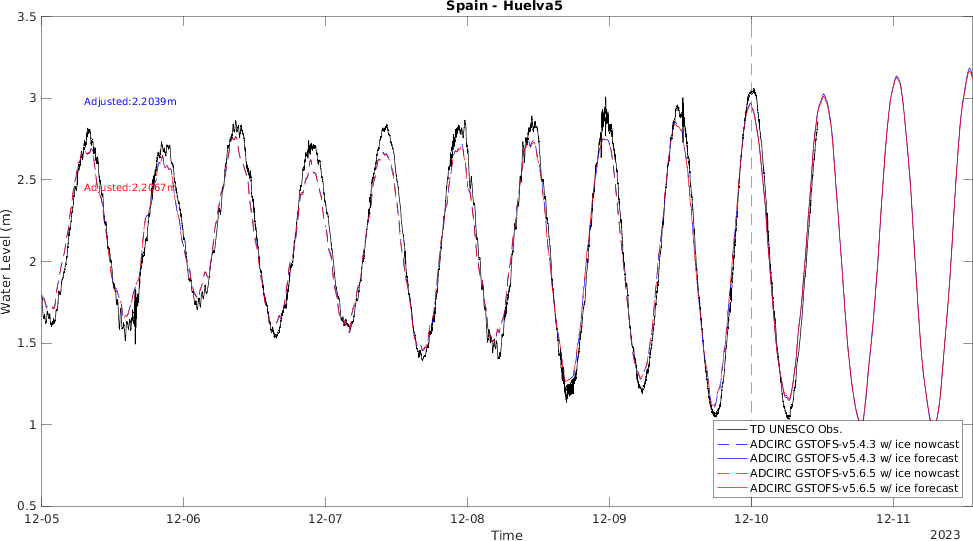 Spain - Huelva5
3.5
3
2.5
2
1.5
1
0.5
Water Level (m)
Adjusted:2.2039m
Adjusted:2.2067m
TD UNESCO Obs.
ADCIRC GSTOFS-v5.4.3 w/ ice nowcast
ADCIRC GSTOFS-v5.4.3 w/ ice forecast
ADCIRC GSTOFS-v5.6.5 w/ ice nowcast
ADCIRC GSTOFS-v5.6.5 w/ ice forecast
12-05 12-06 12-07 12-08 12-09 12-10 12-11
Time
2023